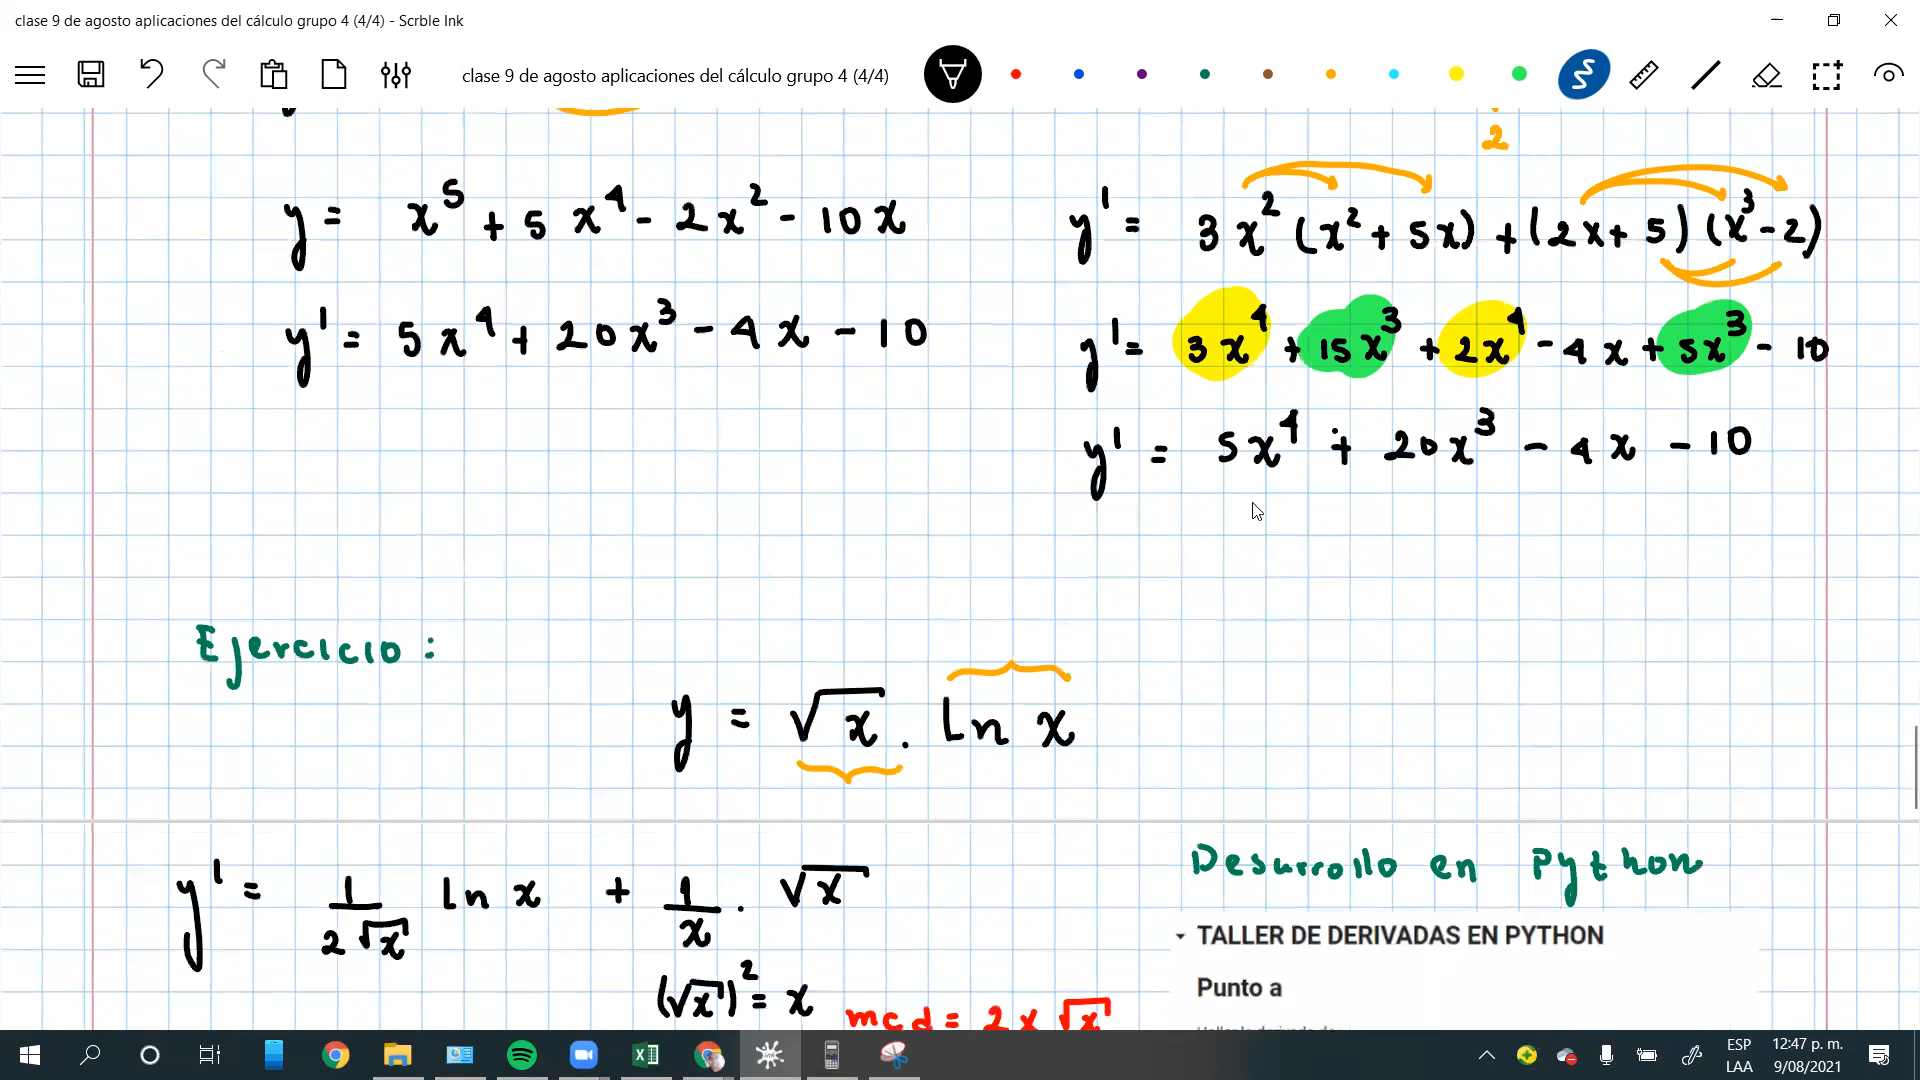 clase 9 de agosto aplicaciones del cálculo grupo 4 (4/4) - Scrble Ink
clase 9 de agosto aplicaciones del cálculo grupo 4 (4/4)
2
y = x⁵ + 5x⁴ - 2x² - 10x
y' = 3x² (x² + 5x) + (2x + 5) (x³ - 2)
y' = 5x⁴ + 20x³ - 4x - 10
y' = 3x⁴ + 15x³ + 2x⁴ - 4x + 5x³ - 10
y' = 5x⁴ + 20x³ - 4x - 10
Ejercicio:
y = √x . Ln x
y' = 1/(2√x) Ln x + 1/x . √x
(√x)² = x
mcd = 2x √x
Desarrollo en Python
TALLER DE DERIVADAS EN PYTHON
Punto a
ESP
LAA
12:47 p. m.
9/08/2021